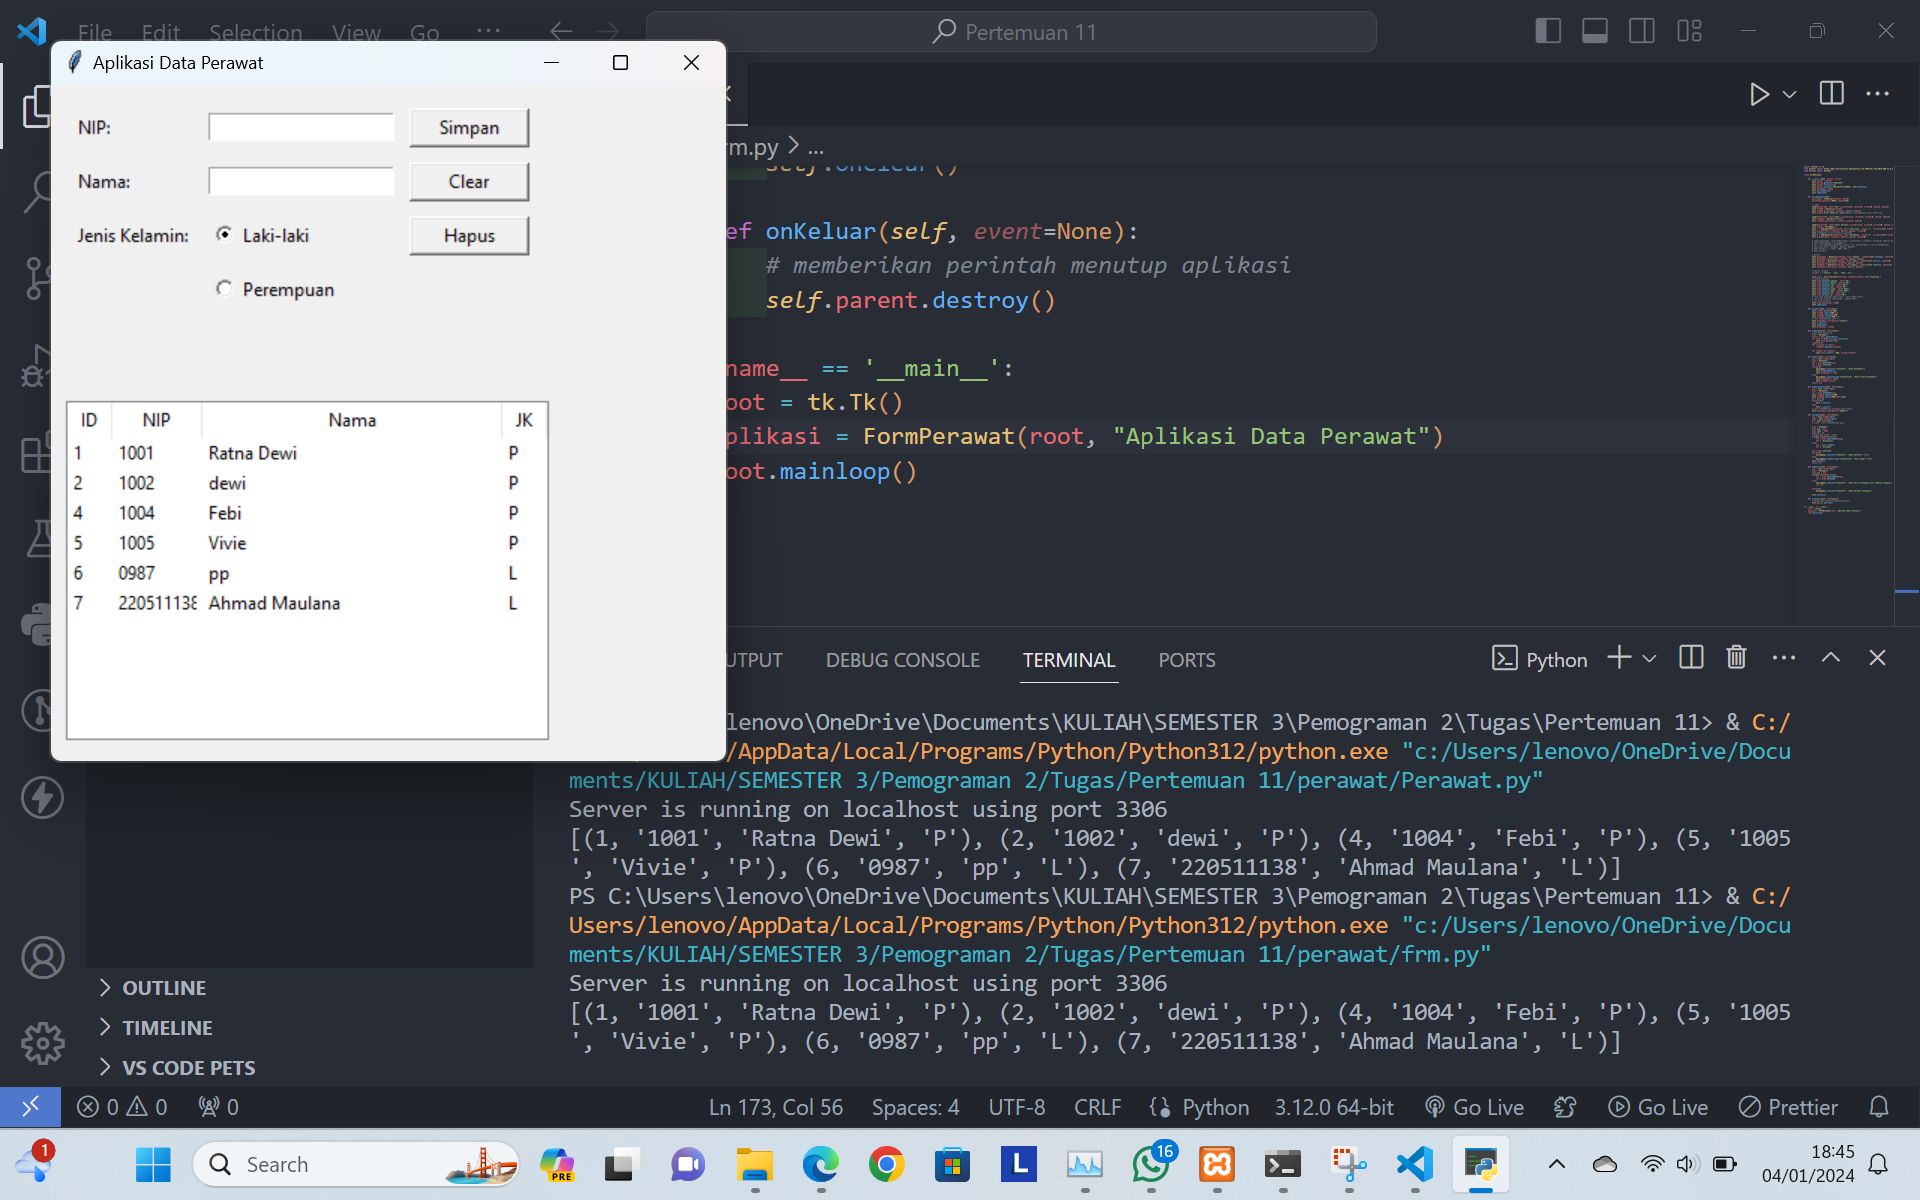 File Edit Selection View Go ...
Pertemuan 11
Aplikasi Data Perawat
NIP:
Simpan
Nama:
Clear
Jenis Kelamin:
Laki-laki
Hapus
Perempuan
ID NIP Nama JK
1 1001 Ratna Dewi P
2 1002 dewi P
4 1004 Febi P
5 1005 Vivie P
6 0987 pp L
7 220511138 Ahmad Maulana L
rm.py > ...
self.onClear()
ef onKeluar(self, event=None):
# memberikan perintah menutup aplikasi
self.parent.destroy()
name__ == '__main__':
oot = tk.Tk()
plikasi = FormPerawat(root, "Aplikasi Data Perawat")
oot.mainloop()
UTPUT DEBUG CONSOLE TERMINAL PORTS
Python
lenovo\OneDrive\Documents\KULIAH\SEMESTER 3\Pemograman 2\Tugas\Pertemuan 11> & C:/
/AppData/Local/Programs/Python/Python312/python.exe "c:/Users/lenovo/OneDrive/Docu
ments/KULIAH/SEMESTER 3/Pemograman 2/Tugas/Pertemuan 11/perawat/Perawat.py"
Server is running on localhost using port 3306
[(1, '1001', 'Ratna Dewi', 'P'), (2, '1002', 'dewi', 'P'), (4, '1004', 'Febi', 'P'), (5, '1005
', 'Vivie', 'P'), (6, '0987', 'pp', 'L'), (7, '220511138', 'Ahmad Maulana', 'L')]
PS C:\Users\lenovo\OneDrive\Documents\KULIAH\SEMESTER 3\Pemograman 2\Tugas\Pertemuan 11> & C:/
Users/lenovo/AppData/Local/Programs/Python/Python312/python.exe "c:/Users/lenovo/OneDrive/Docu
ments/KULIAH/SEMESTER 3/Pemograman 2/Tugas/Pertemuan 11/perawat/frm.py"
Server is running on localhost using port 3306
[(1, '1001', 'Ratna Dewi', 'P'), (2, '1002', 'dewi', 'P'), (4, '1004', 'Febi', 'P'), (5, '1005
', 'Vivie', 'P'), (6, '0987', 'pp', 'L'), (7, '220511138', 'Ahmad Maulana', 'L')]
OUTLINE
TIMELINE
VS CODE PETS
0 0 0 Ln 173, Col 56 Spaces: 4 UTF-8 CRLF Python 3.12.0 64-bit Go Live Go Live Prettier
1 Search PRE L 16 18:45
04/01/2024